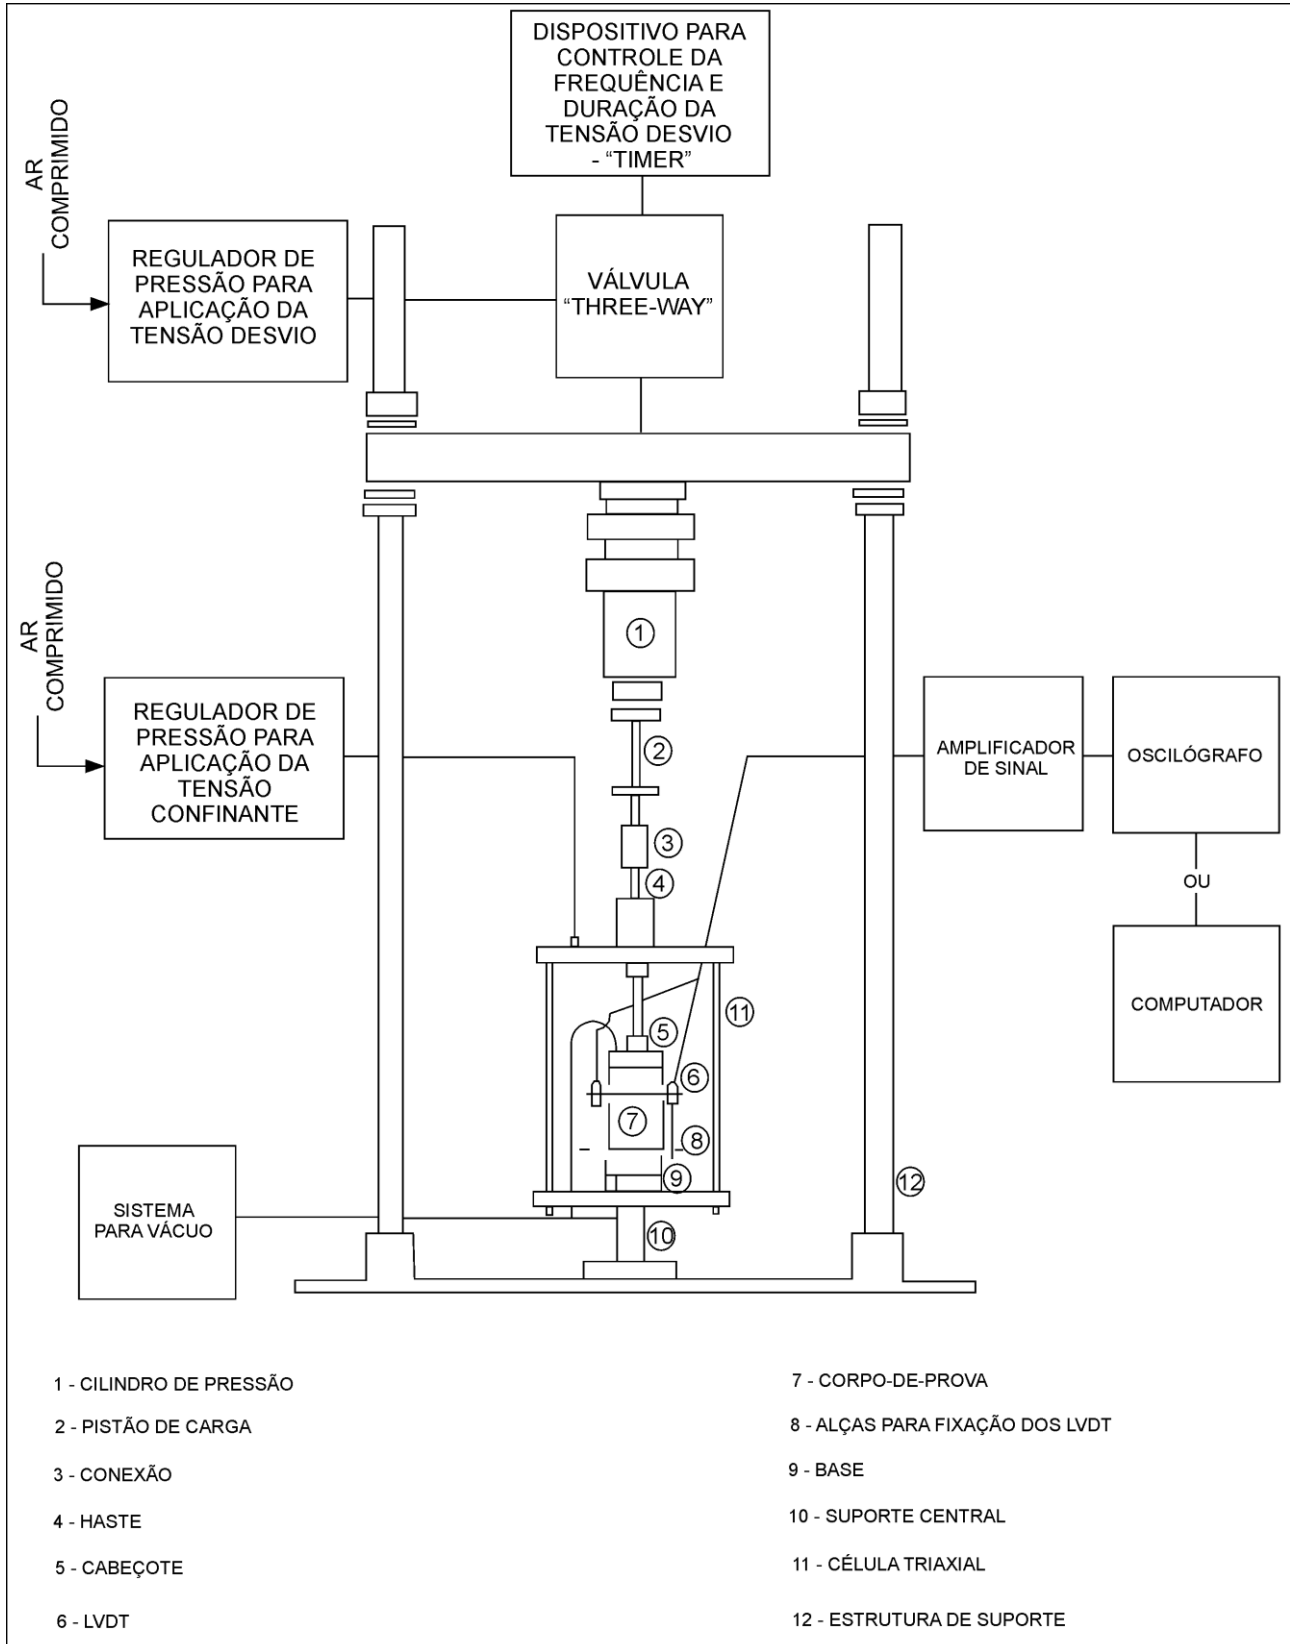 DISPOSITIVO PARA
CONTROLE DA
FREQUÊNCIA E
DURAÇÃO DA
TENSÃO DESVIO
- “TIMER”
AR
COMPRIMIDO
REGULADOR DE
PRESSÃO PARA
APLICAÇÃO DA
TENSÃO DESVIO
VÁLVULA
“THREE-WAY”
AR
COMPRIMIDO
REGULADOR DE
PRESSÃO PARA
APLICAÇÃO DA
TENSÃO
CONFINANTE
1
2
3
4
AMPLIFICADOR
DE SINAL
OSCILÓGRAFO
OU
COMPUTADOR
11
5
6
7
8
9
10
12
SISTEMA
PARA VÁCUO
1 - CILINDRO DE PRESSÃO
2 - PISTÃO DE CARGA
3 - CONEXÃO
4 - HASTE
5 - CABEÇOTE
6 - LVDT
7 - CORPO-DE-PROVA
8 - ALÇAS PARA FIXAÇÃO DOS LVDT
9 - BASE
10 - SUPORTE CENTRAL
11 - CÉLULA TRIAXIAL
12 - ESTRUTURA DE SUPORTE